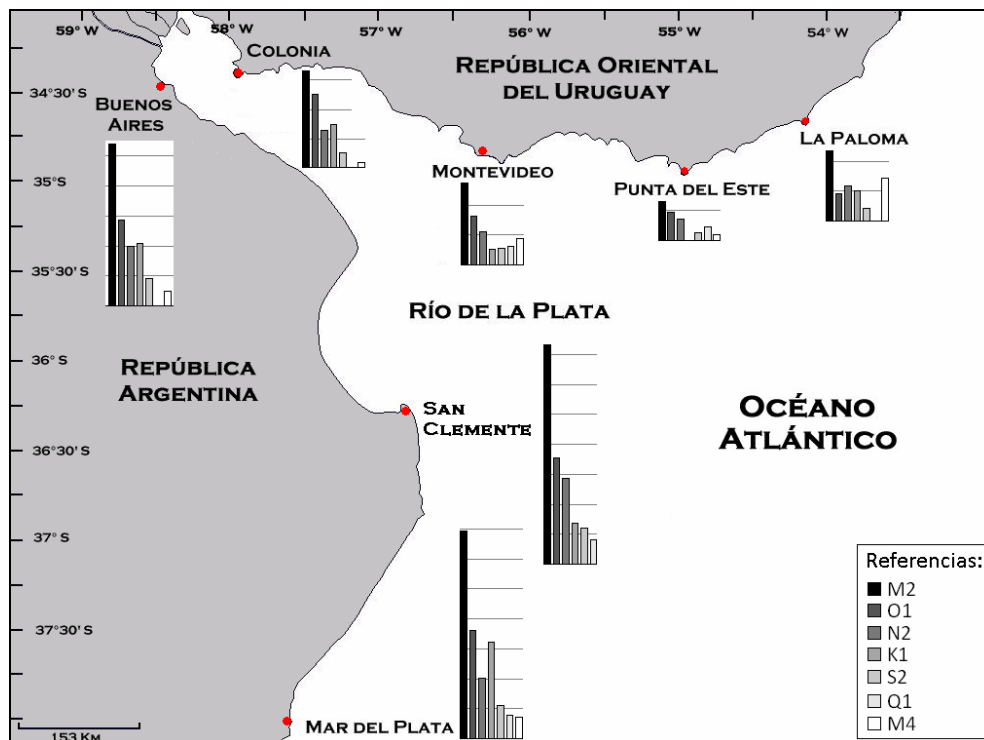 59° W
58° W
57° W
56° W
55° W
54° W
34°30' S
35° S
35°30' S
36° S
36°30' S
37° S
37°30' S
Colonia
República Oriental
del Uruguay
Buenos
Aires
Montevideo
Punta del Este
La Paloma
Río de la Plata
República
Argentina
San
Clemente
Océano
Atlántico
Mar del Plata
153 Km
Referencias:
M2
O1
N2
K1
S2
Q1
M4